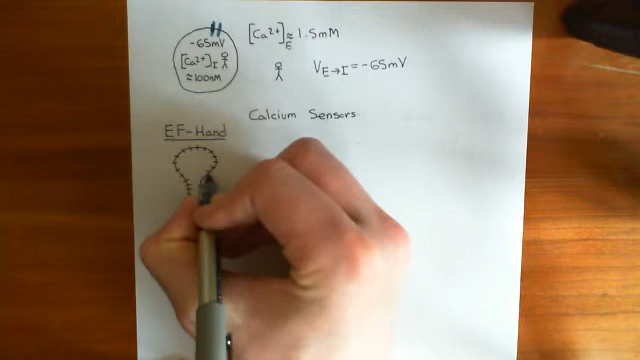 -65mV
[Ca²⁺]I
≈100nM
[Ca²⁺]E ≈ 1.5mM
VE→I = -65mV
Calcium Sensors
EF-Hand